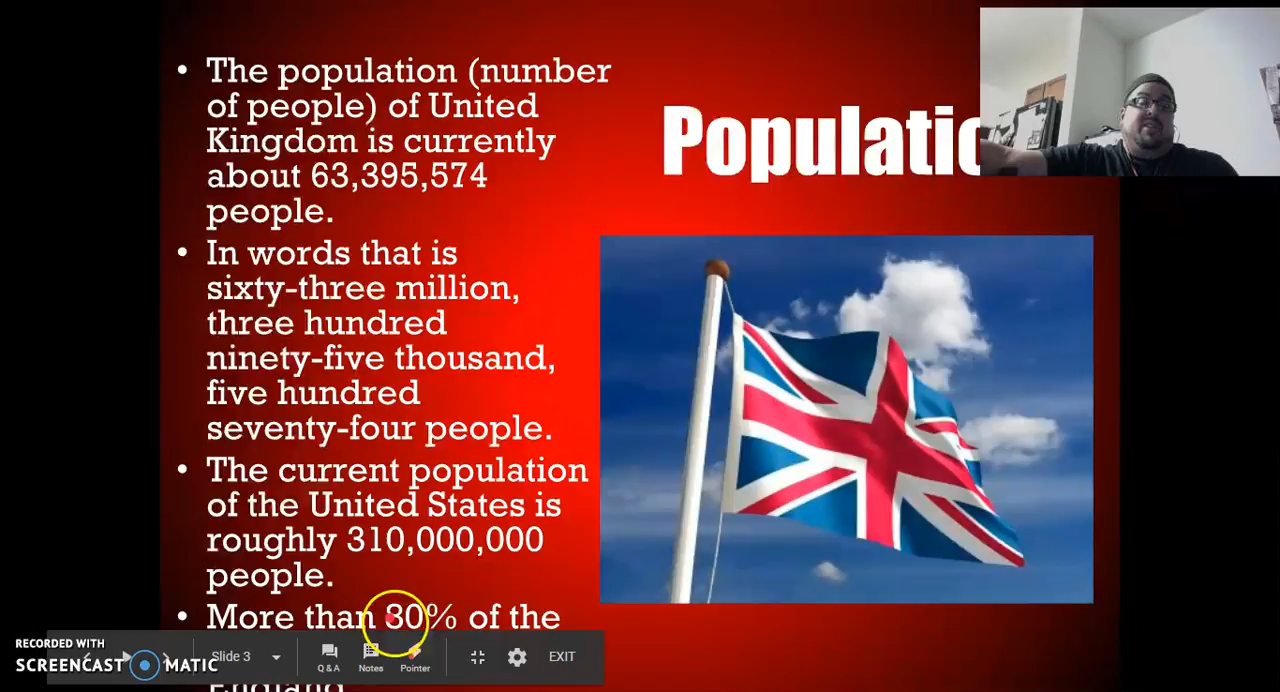 The population (number
of people) of United
Kingdom is currently
about 63,395,574
people.
In words that is
sixty-three million,
three hundred
ninety-five thousand,
five hundred
seventy-four people.
The current population
of the United States is
roughly 310,000,000
people.
More than 80% of the
England
Populatio
RECORDED WITH
SCREENCAST MATIC
Slide 3
Q & A
Notes
Pointer
EXIT